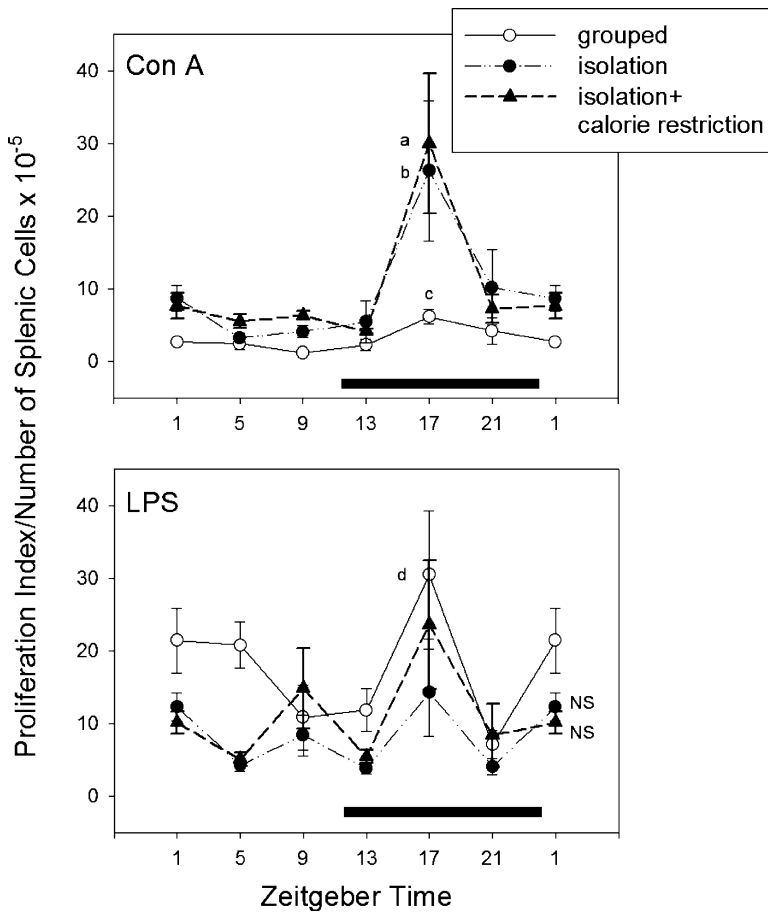 grouped
isolation
isolation+
calorie restriction
Proliferation Index/Number of Splenic Cells x 10-5
Con A
40
30
20
10
0
a
b
c
1 5 9 13 17 21 1
LPS
40
30
20
10
0
d
NS
NS
1 5 9 13 17 21 1
Zeitgeber Time